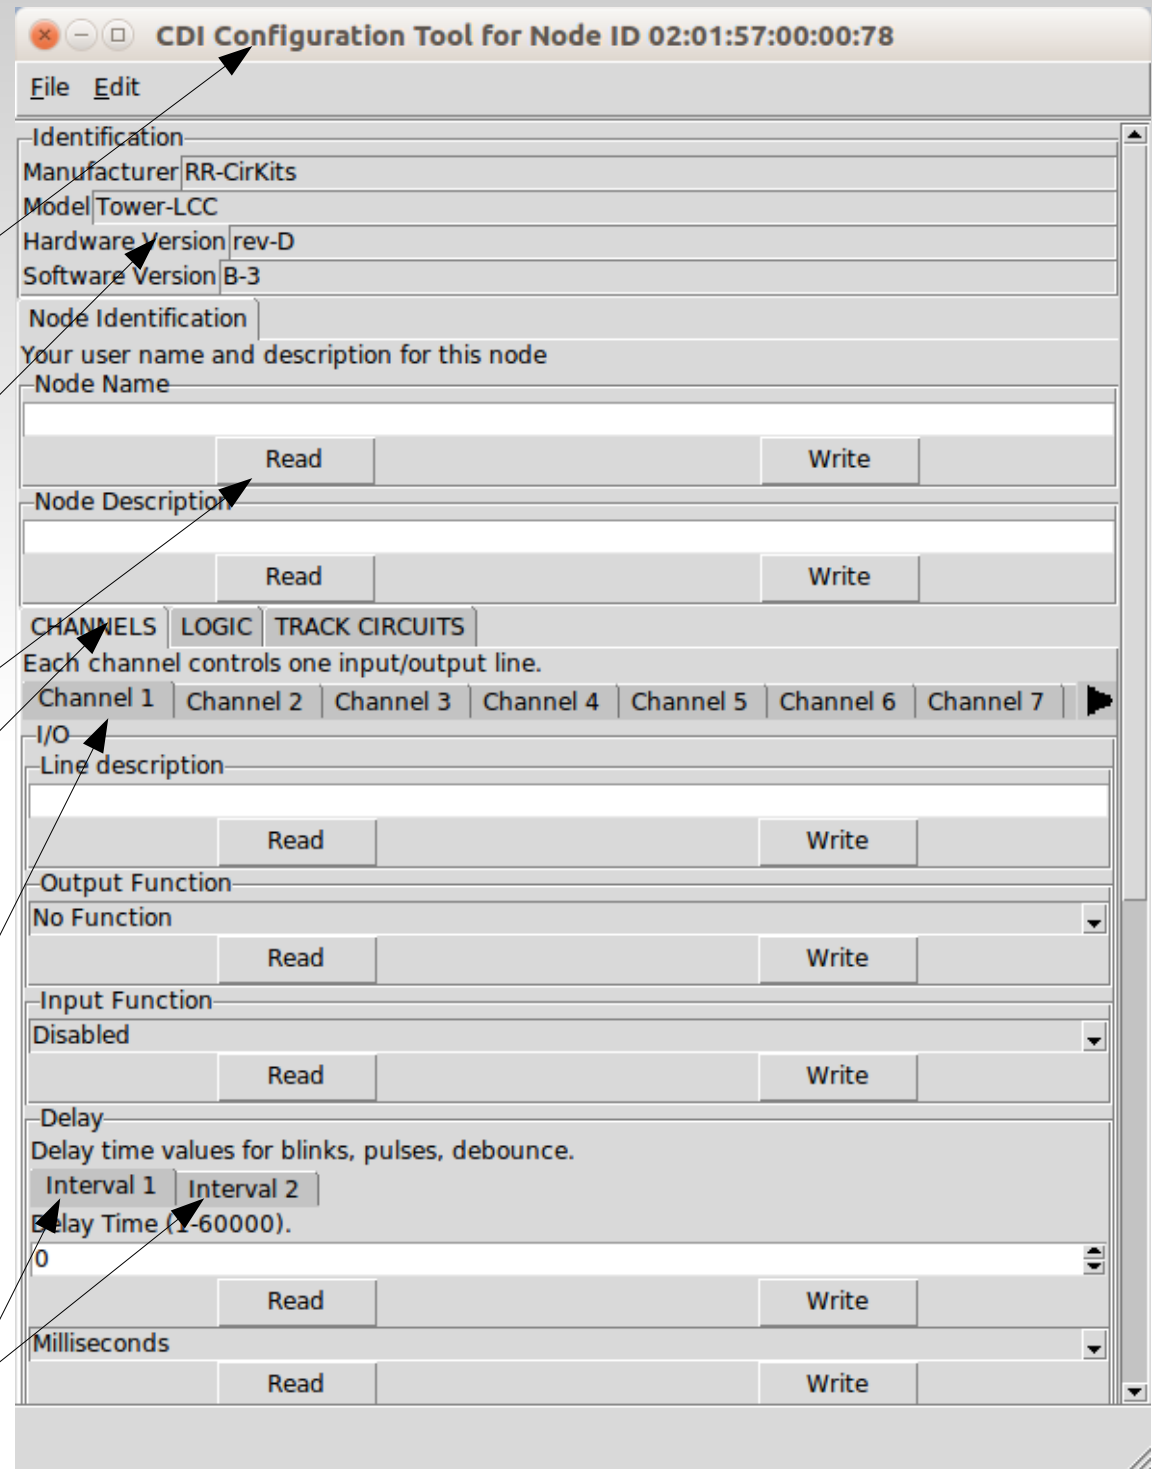 CDI Configuration Tool for Node ID 02:01:57:00:00:78
File Edit
Identification
Manufacturer RR-CirKits
Model Tower-LCC
Hardware Version rev-D
Software Version B-3
Node Identification
Your user name and description for this node
Node Name
Read Write
Node Description
Read Write
CHANNELS LOGIC TRACK CIRCUITS
Each channel controls one input/output line.
Channel 1 Channel 2 Channel 3 Channel 4 Channel 5 Channel 6 Channel 7
I/O
Line description
Read Write
Output Function
No Function
Read Write
Input Function
Disabled
Read Write
Delay
Delay time values for blinks, pulses, debounce.
Interval 1 Interval 2
Delay Time (1-60000).
0
Read Write
Milliseconds
Read Write